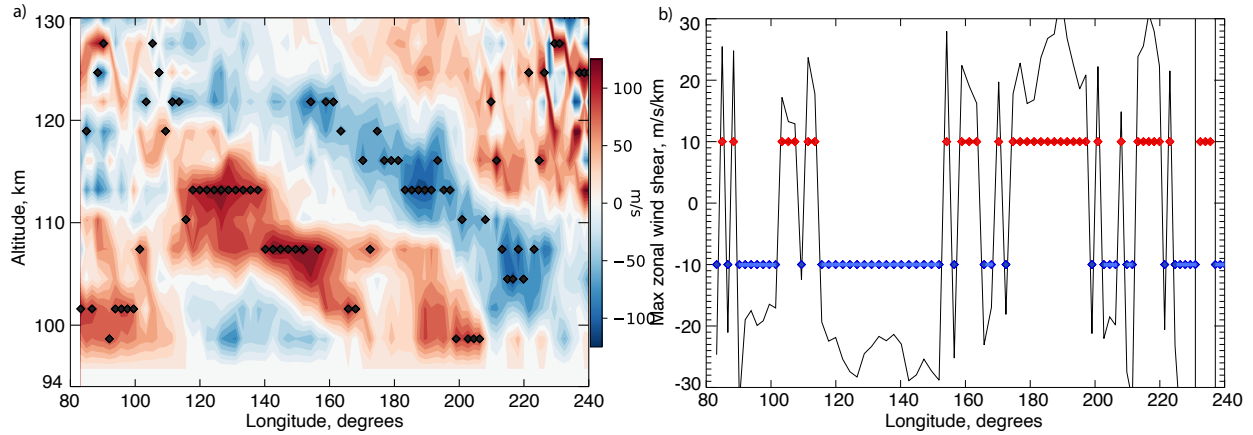 a)
130
120
110
100
94
Altitude, km
80 100 120 140 160 180 200 220 240
Longitude, degrees
100
50
0
−50
−100
m/s
b)
30
20
10
0
-10
-20
-30
Max zonal wind shear, m/s/km
80 100 120 140 160 180 200 220 240
Longitude, degrees